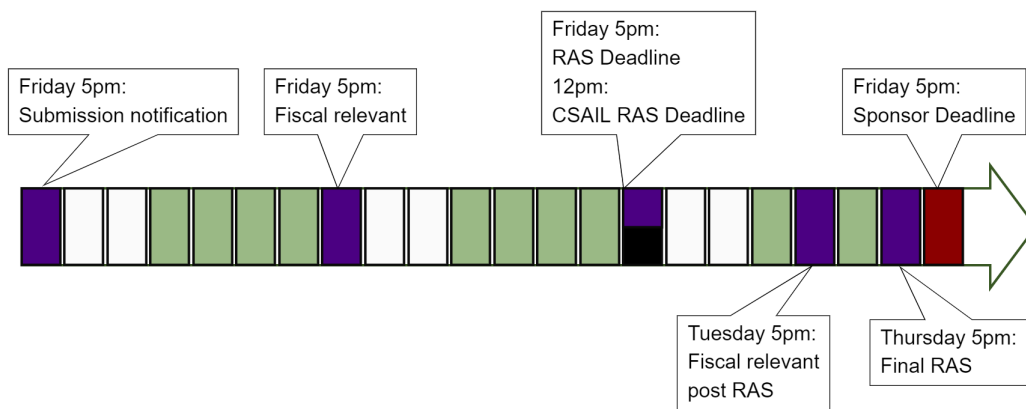 Friday 5pm:
Submission notification
Friday 5pm:
Fiscal relevant
Friday 5pm:
RAS Deadline
12pm:
CSAIL RAS Deadline
Friday 5pm:
Sponsor Deadline
Tuesday 5pm:
Fiscal relevant
post RAS
Thursday 5pm:
Final RAS